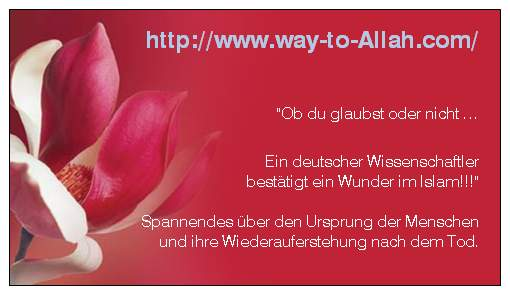 http://www.way-to-Allah.com/
"Ob du glaubst oder nicht ...
Ein deutscher Wissenschaftler
bestätigt ein Wunder im Islam!!!"
Spannendes über den Ursprung der Menschen
und ihre Wiederauferstehung nach dem Tod.